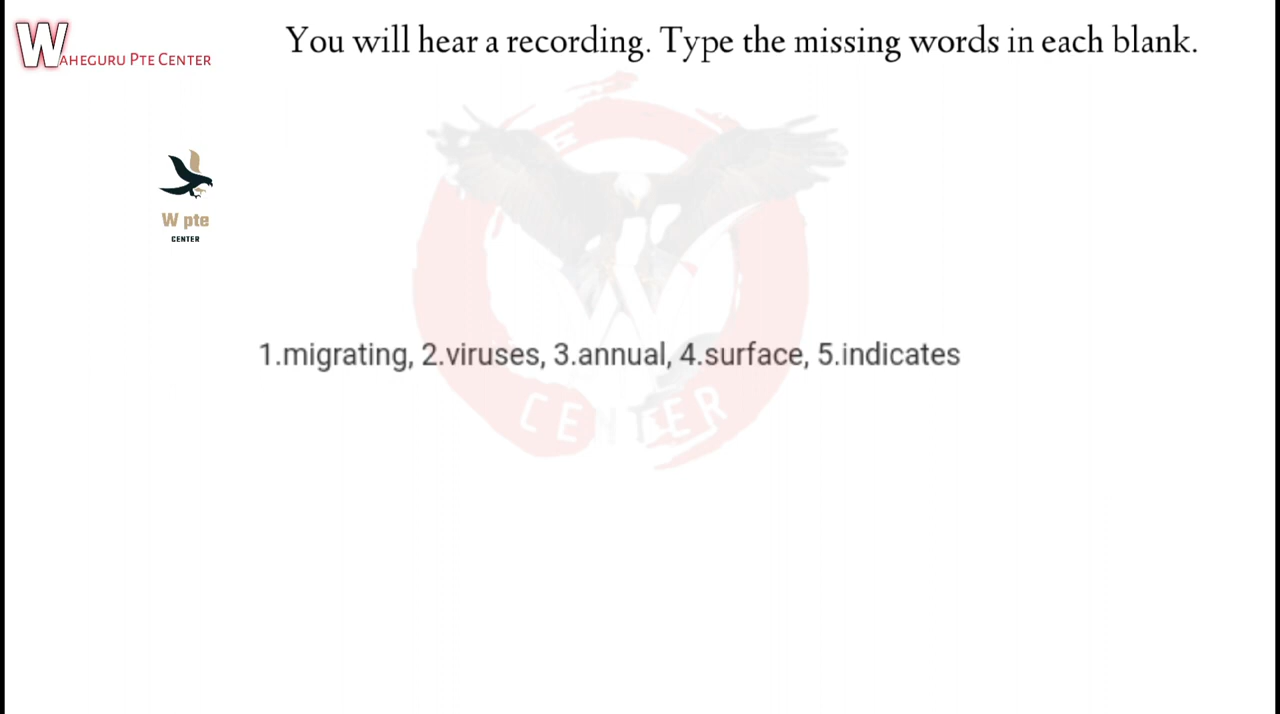 You will hear a recording. Type the missing words in each blank.
WAHEGURU PTE CENTER
W pte
CENTER
1.migrating, 2.viruses, 3.annual, 4.surface, 5.indicates
CENTER